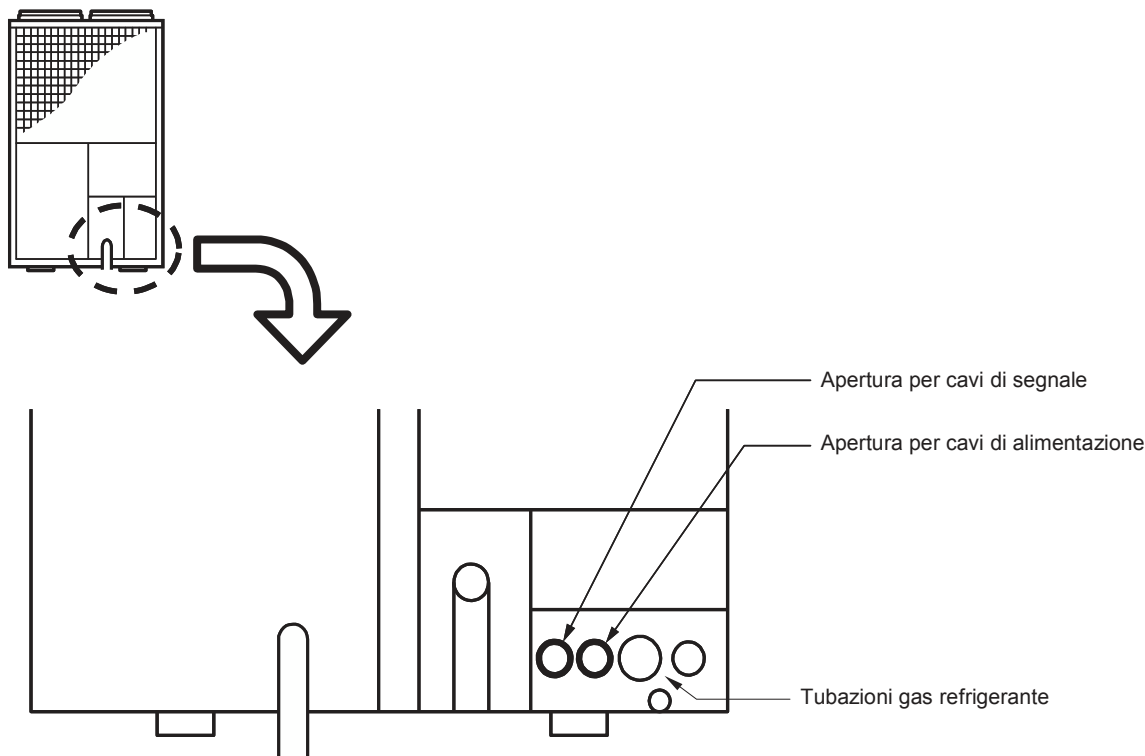 Apertura per cavi di segnale
Apertura per cavi di alimentazione
Tubazioni gas refrigerante